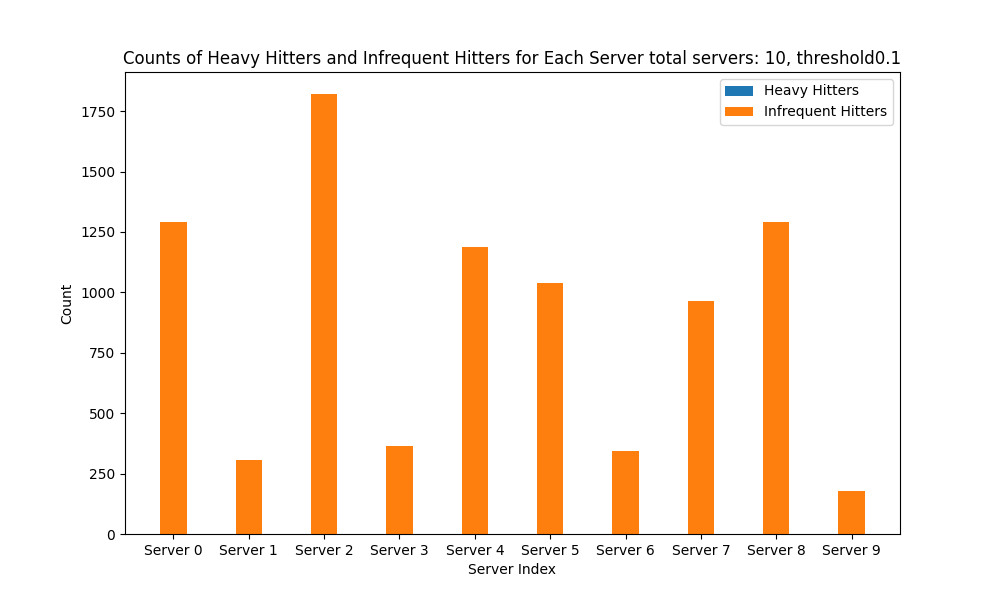 Counts of Heavy Hitters and Infrequent Hitters for Each Server total servers: 10, threshold0.1
Heavy Hitters
Infrequent Hitters
1750
1500
1250
1000
750
500
250
0
Count
Server 0 Server 1 Server 2 Server 3 Server 4 Server 5 Server 6 Server 7 Server 8 Server 9
Server Index